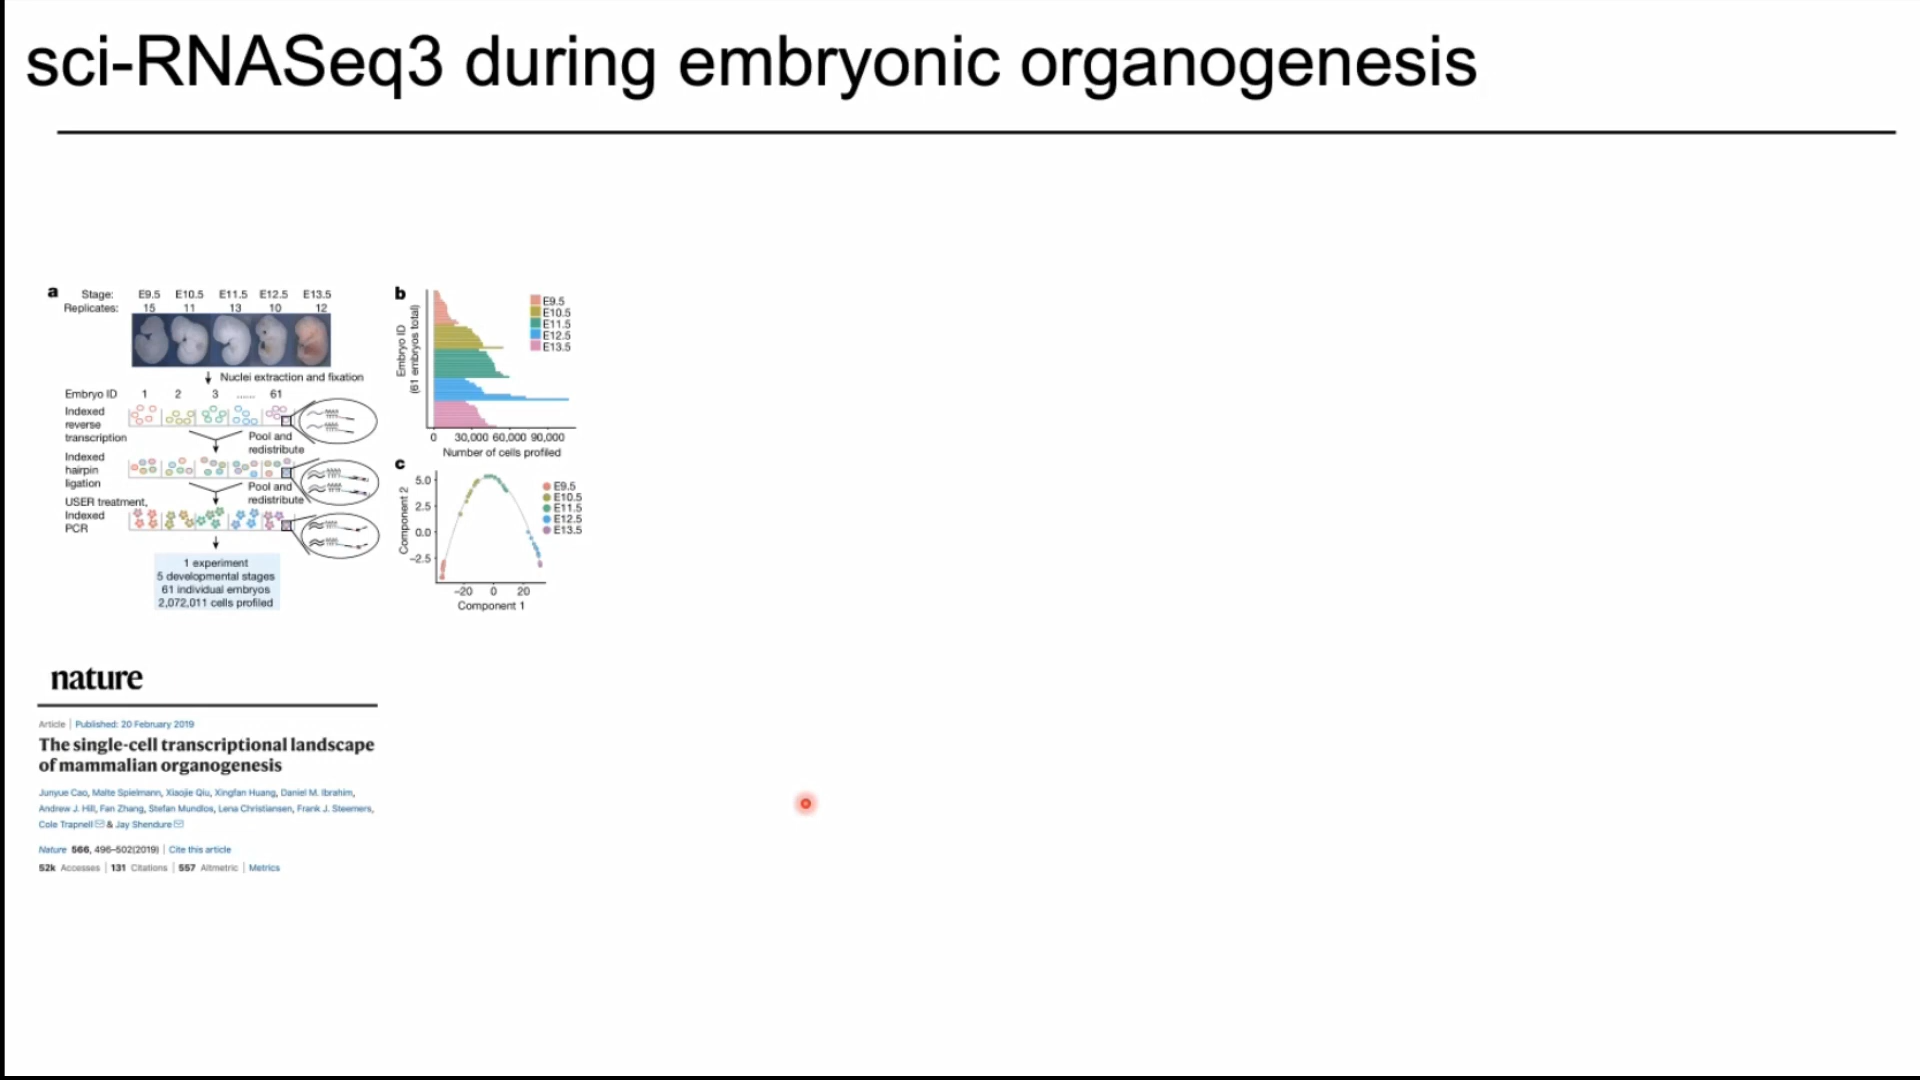 sci-RNASeq3 during embryonic organogenesis
a
Stage: E9.5 E10.5 E11.5 E12.5 E13.5
Replicates: 15 11 13 10 12
Nuclei extraction and fixation
Embryo ID 1 2 3 ...... 61
Indexed
reverse
transcription
Pool and
redistribute
Indexed
hairpin
ligation
Pool and
redistribute
USER treatment,
Indexed
PCR
1 experiment
5 developmental stages
61 individual embryos
2,072,011 cells profiled
b
Embryo ID
(61 embryos total)
E9.5
E10.5
E11.5
E12.5
E13.5
0 30,000 60,000 90,000
Number of cells profiled
c
Component 2
5.0
2.5
0.0
−2.5
E9.5
E10.5
E11.5
E12.5
E13.5
−20 0 20
Component 1
nature
Article | Published: 20 February 2019
The single-cell transcriptional landscape
of mammalian organogenesis
Junyue Cao, Malte Spielmann, Xiaojie Qiu, Xingfan Huang, Daniel M. Ibrahim,
Andrew J. Hill, Fan Zhang, Stefan Mundlos, Lena Christiansen, Frank J. Steemers,
Cole Trapnell & Jay Shendure
Nature 566, 496–502(2019) | Cite this article
52k Accesses | 131 Citations | 557 Altmetric | Metrics